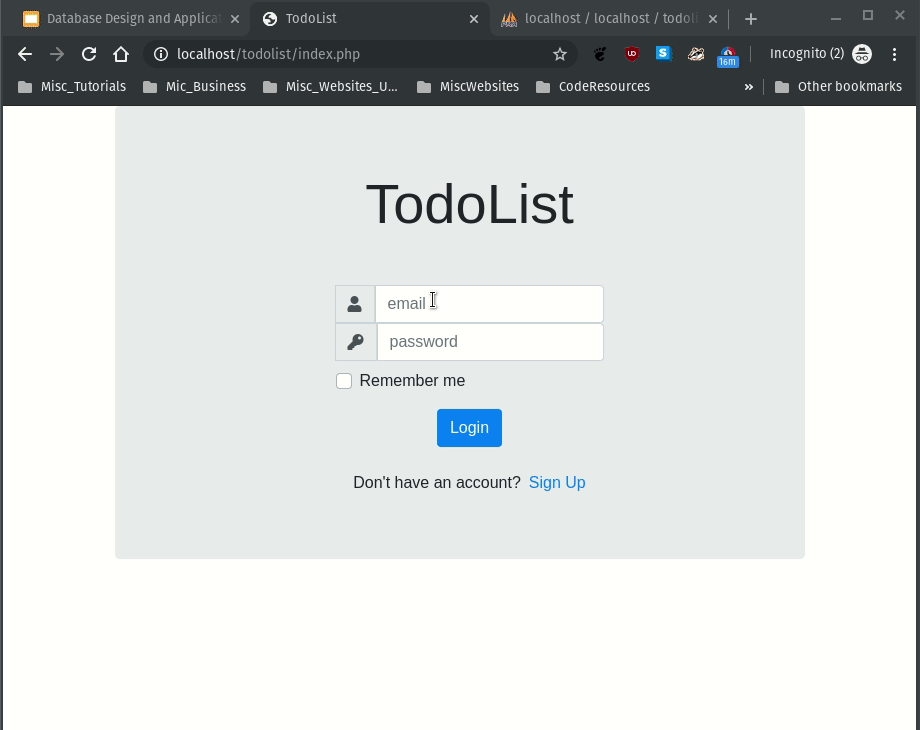 Database Design and Applicat
TodoList
localhost / localhost / todoli
localhost/todolist/index.php
16m
Incognito (2)
Misc_Tutorials
Mic_Business
Misc_Websites_U...
MiscWebsites
CodeResources
»
Other bookmarks
TodoList
email
password
Remember me
Login
Don't have an account? Sign Up